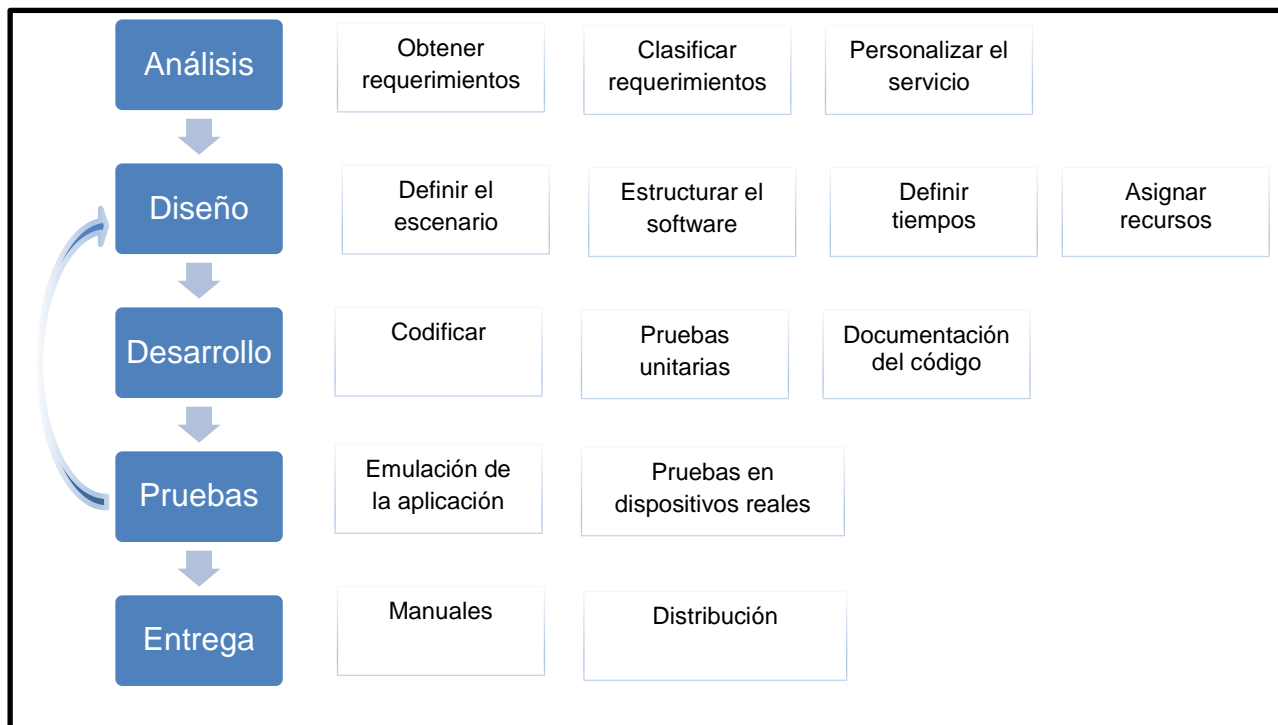 Análisis
Obtener
requerimientos
Clasificar
requerimientos
Personalizar el
servicio
Diseño
Definir el
escenario
Estructurar el
software
Definir
tiempos
Asignar
recursos
Desarrollo
Codificar
Pruebas
unitarias
Documentación
del código
Pruebas
Emulación de
la aplicación
Pruebas en
dispositivos reales
Entrega
Manuales
Distribución